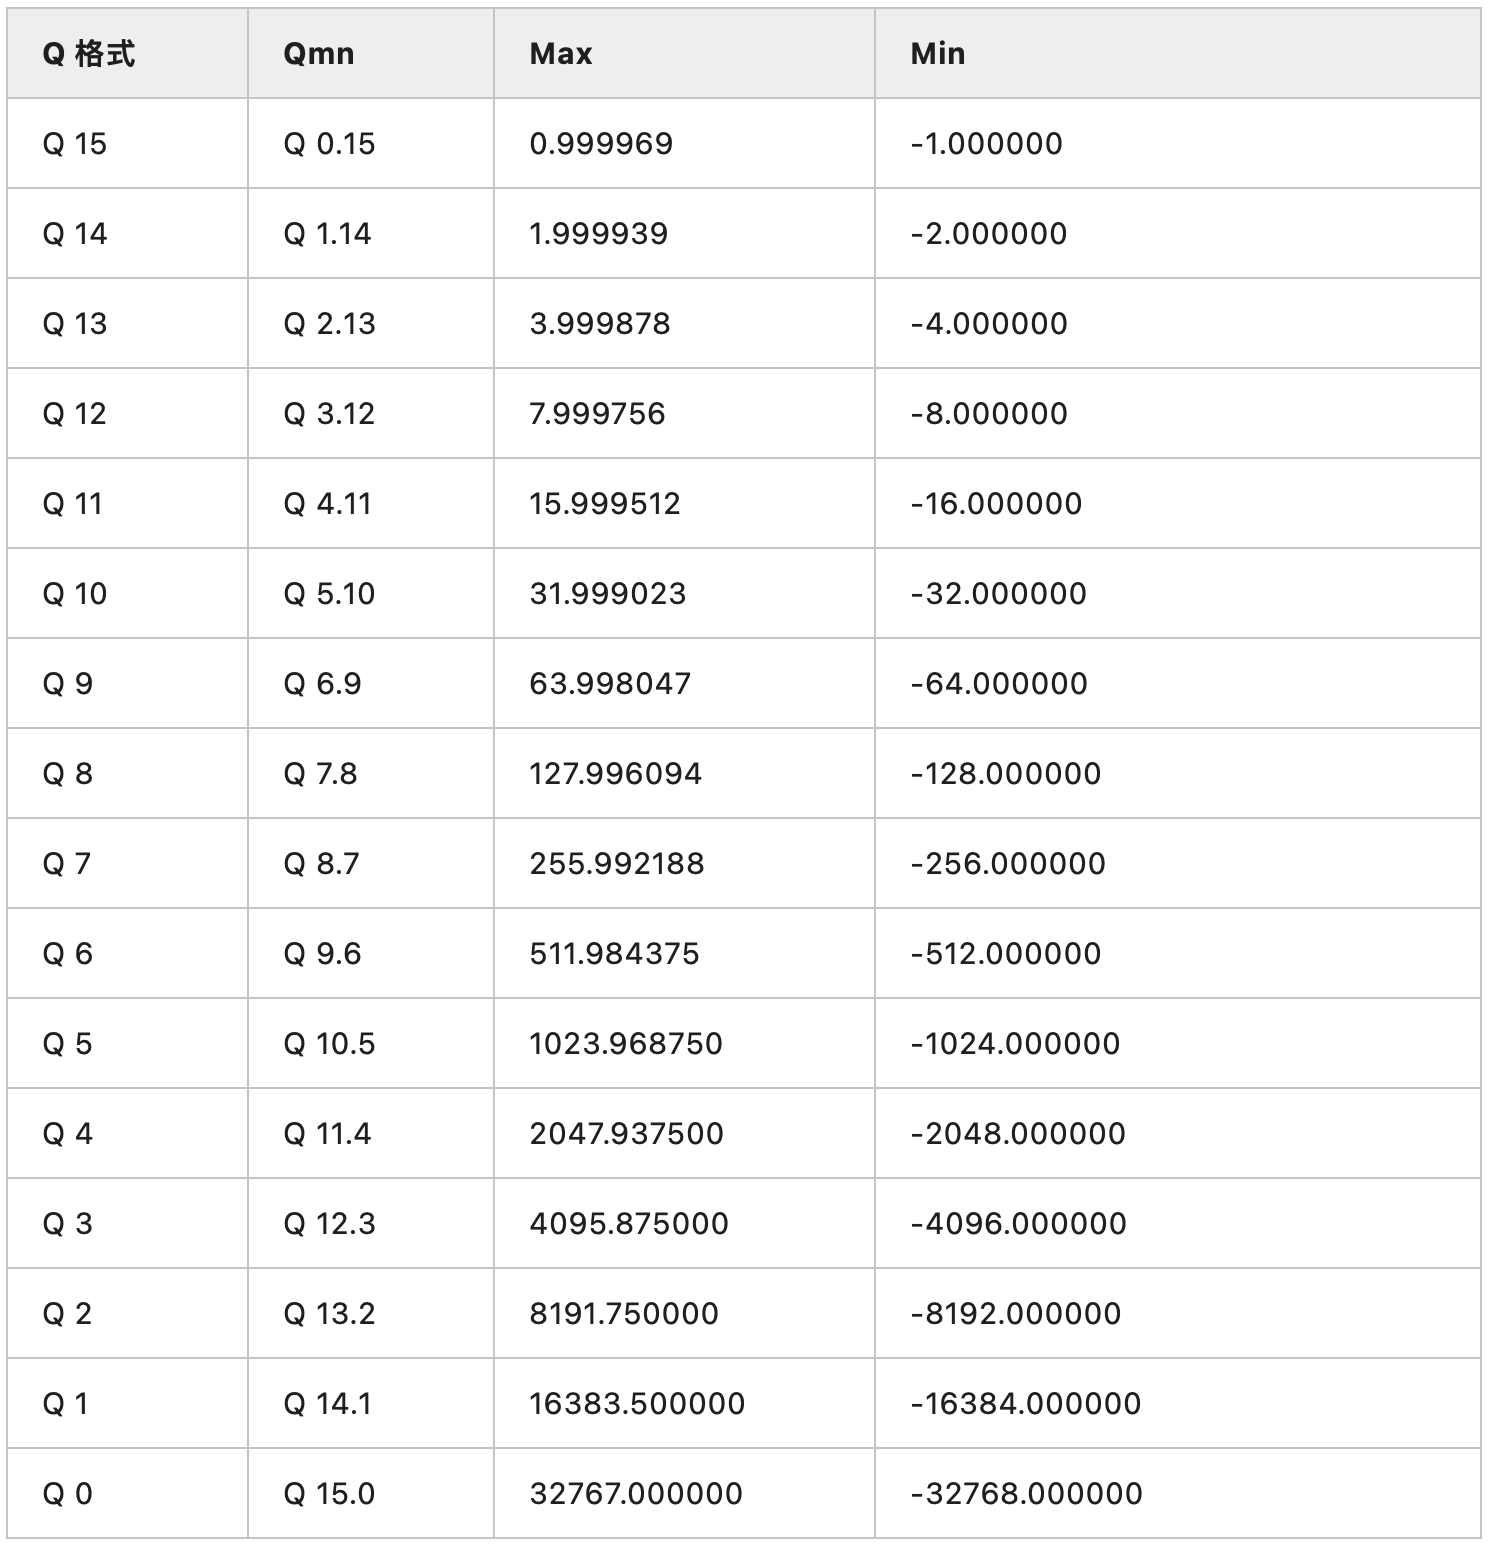 Q 格式 Qmn Max Min
Q 15 Q 0.15 0.999969 -1.000000
Q 14 Q 1.14 1.999939 -2.000000
Q 13 Q 2.13 3.999878 -4.000000
Q 12 Q 3.12 7.999756 -8.000000
Q 11 Q 4.11 15.999512 -16.000000
Q 10 Q 5.10 31.999023 -32.000000
Q 9 Q 6.9 63.998047 -64.000000
Q 8 Q 7.8 127.996094 -128.000000
Q 7 Q 8.7 255.992188 -256.000000
Q 6 Q 9.6 511.984375 -512.000000
Q 5 Q 10.5 1023.968750 -1024.000000
Q 4 Q 11.4 2047.937500 -2048.000000
Q 3 Q 12.3 4095.875000 -4096.000000
Q 2 Q 13.2 8191.750000 -8192.000000
Q 1 Q 14.1 16383.500000 -16384.000000
Q 0 Q 15.0 32767.000000 -32768.000000